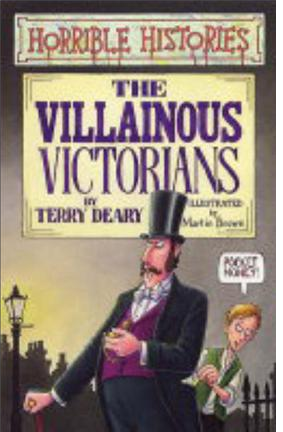 HORRIBLE HISTORIES
THE
VILLAINOUS
VICTORIANS
BY
TERRY DEARY
ILLUSTRATED
by
Martin Brown
POCKET
MONEY!